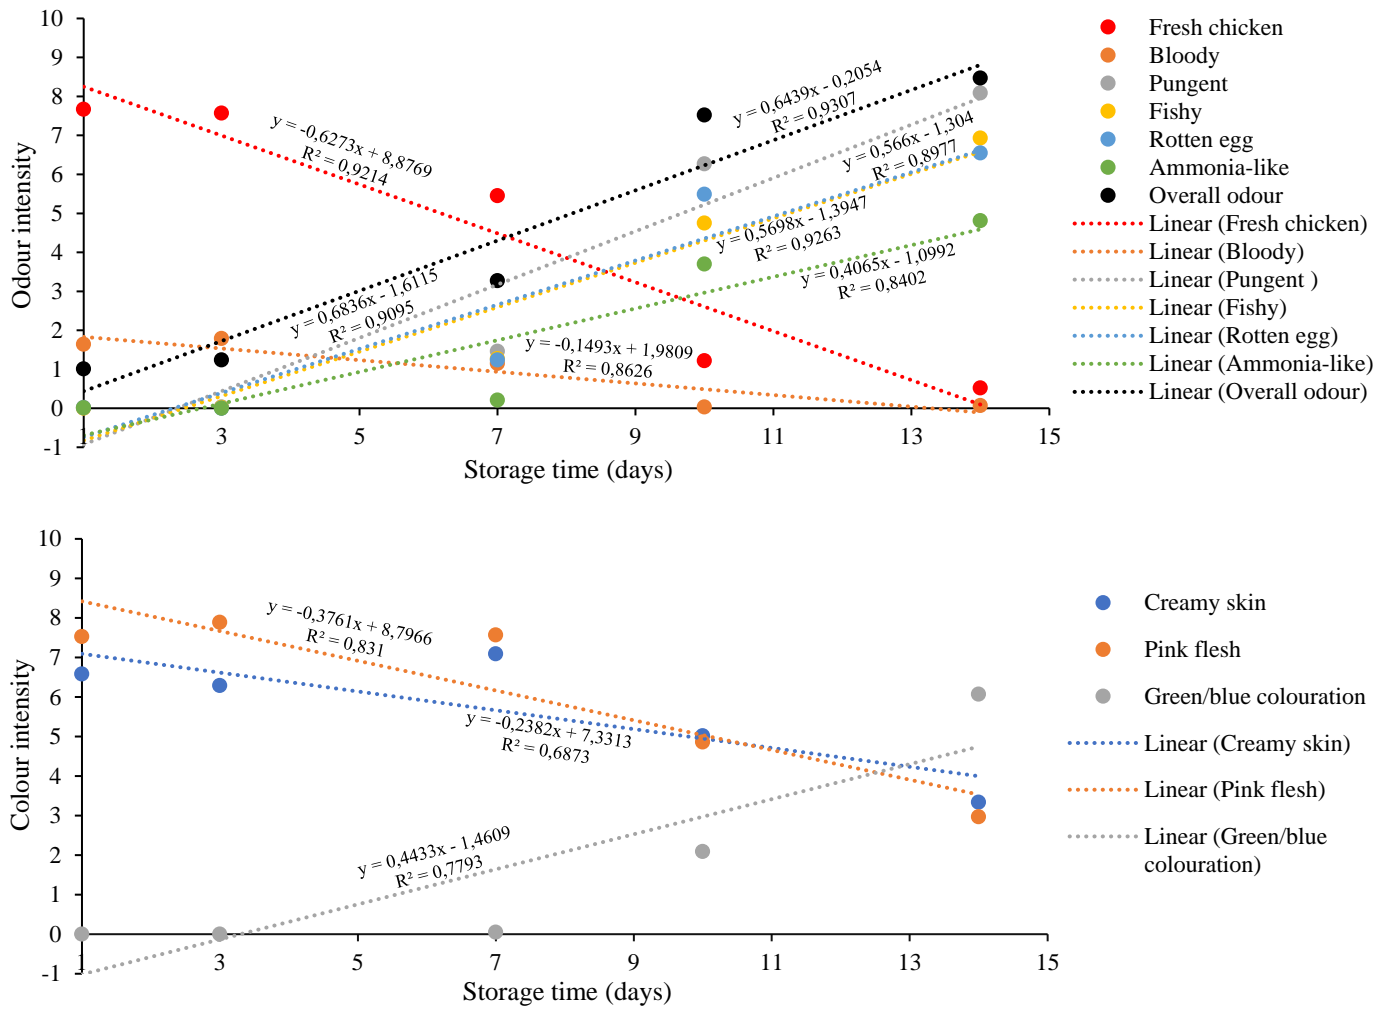 10
9
8
7
6
5
4
3
2
1
0
-1
Odour intensity
1
3
5
7
9
11
13
15
Storage time (days)
y = -0,6273x + 8,8769
R² = 0,9214
y = 0,6439x - 0,2054
R² = 0,9307
y = 0,566x - 1,304
R² = 0,8977
y = 0,5698x - 1,3947
R² = 0,9263
y = 0,4065x - 1,0992
R² = 0,8402
y = 0,6836x - 1,6115
R² = 0,9095
y = -0,1493x + 1,9809
R² = 0,8626
Fresh chicken
Bloody
Pungent
Fishy
Rotten egg
Ammonia-like
Overall odour
Linear (Fresh chicken)
Linear (Bloody)
Linear (Pungent )
Linear (Fishy)
Linear (Rotten egg)
Linear (Ammonia-like)
Linear (Overall odour)
10
9
8
7
6
5
4
3
2
1
0
-1
Colour intensity
1
3
5
7
9
11
13
15
Storage time (days)
y = -0,3761x + 8,7966
R² = 0,831
y = -0,2382x + 7,3313
R² = 0,6873
y = 0,4433x - 1,4609
R² = 0,7793
Creamy skin
Pink flesh
Green/blue colouration
Linear (Creamy skin)
Linear (Pink flesh)
Linear (Green/blue
colouration)